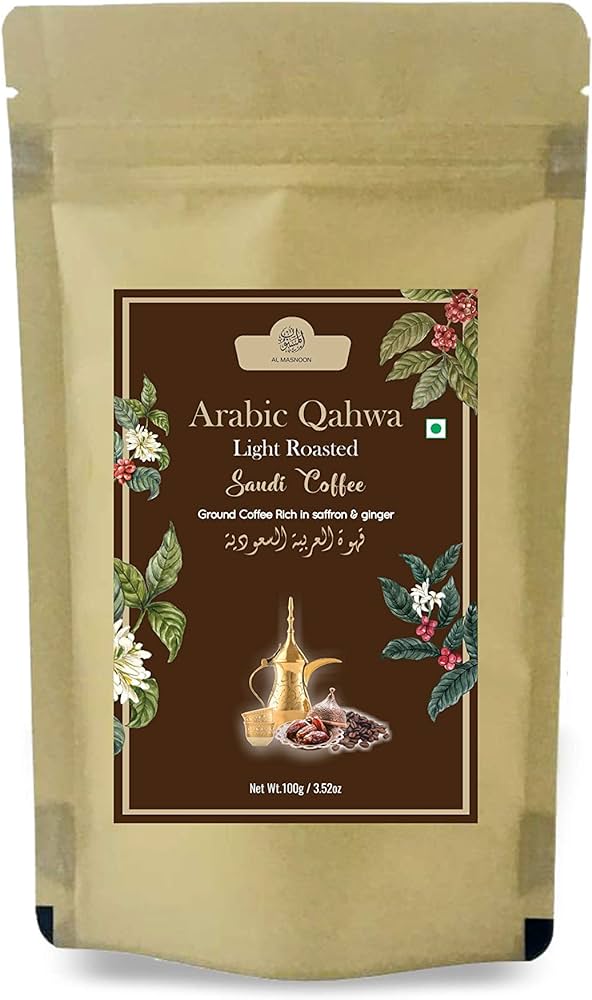 المسنون
AL MASNOON
Arabic Qahwa
Light Roasted
Saudi Coffee
Ground Coffee Rich in saffron & ginger
قهوة العربية السعودية
Net Wt.100g / 3.52oz